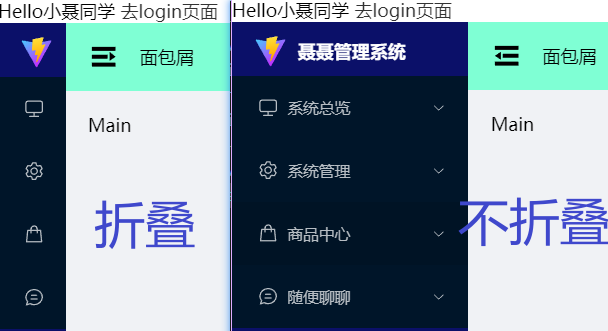 Hello小聂同学 去login页面
面包屑
Main
折叠
Hello小聂同学 去login页面
聂聂管理系统
面包屑
系统总览
Main
系统管理
商品中心
不折叠
随便聊聊